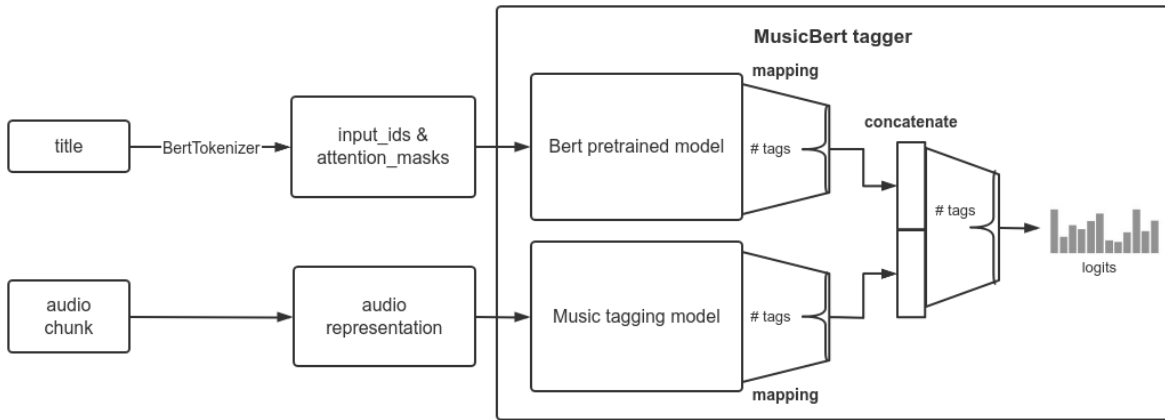 MusicBert tagger
mapping
title
BertTokenizer
input_ids &
attention_masks
Bert pretrained model
# tags
concatenate
# tags
logits
audio
chunk
audio
representation
Music tagging model
# tags
mapping